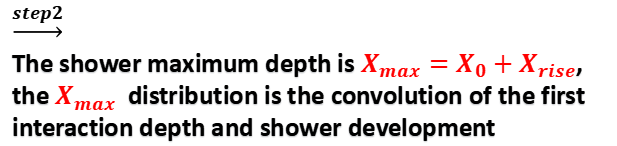 step2
The shower maximum depth is Xmax = X0 + Xrise,
the Xmax distribution is the convolution of the first
interaction depth and shower development